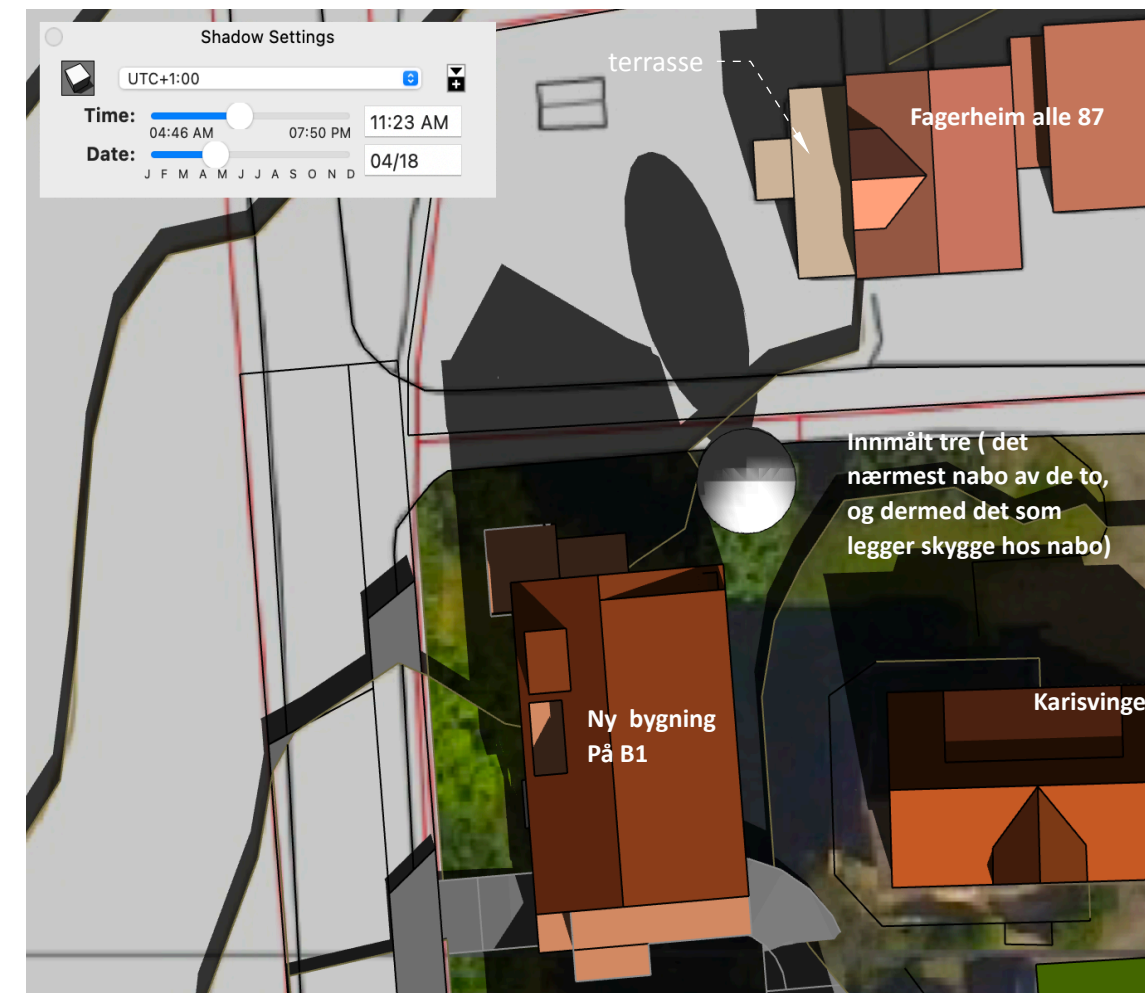 Shadow Settings
UTC+1:00
Time:
04:46 AM 07:50 PM
11:23 AM
Date:
J F M A M J J A S O N D
04/18
terrasse
Fagerheim alle 87
Innmålt tre ( det
nærmest nabo av de to,
og dermed det som
legger skygge hos nabo)
Karisvinge
Ny bygning
På B1